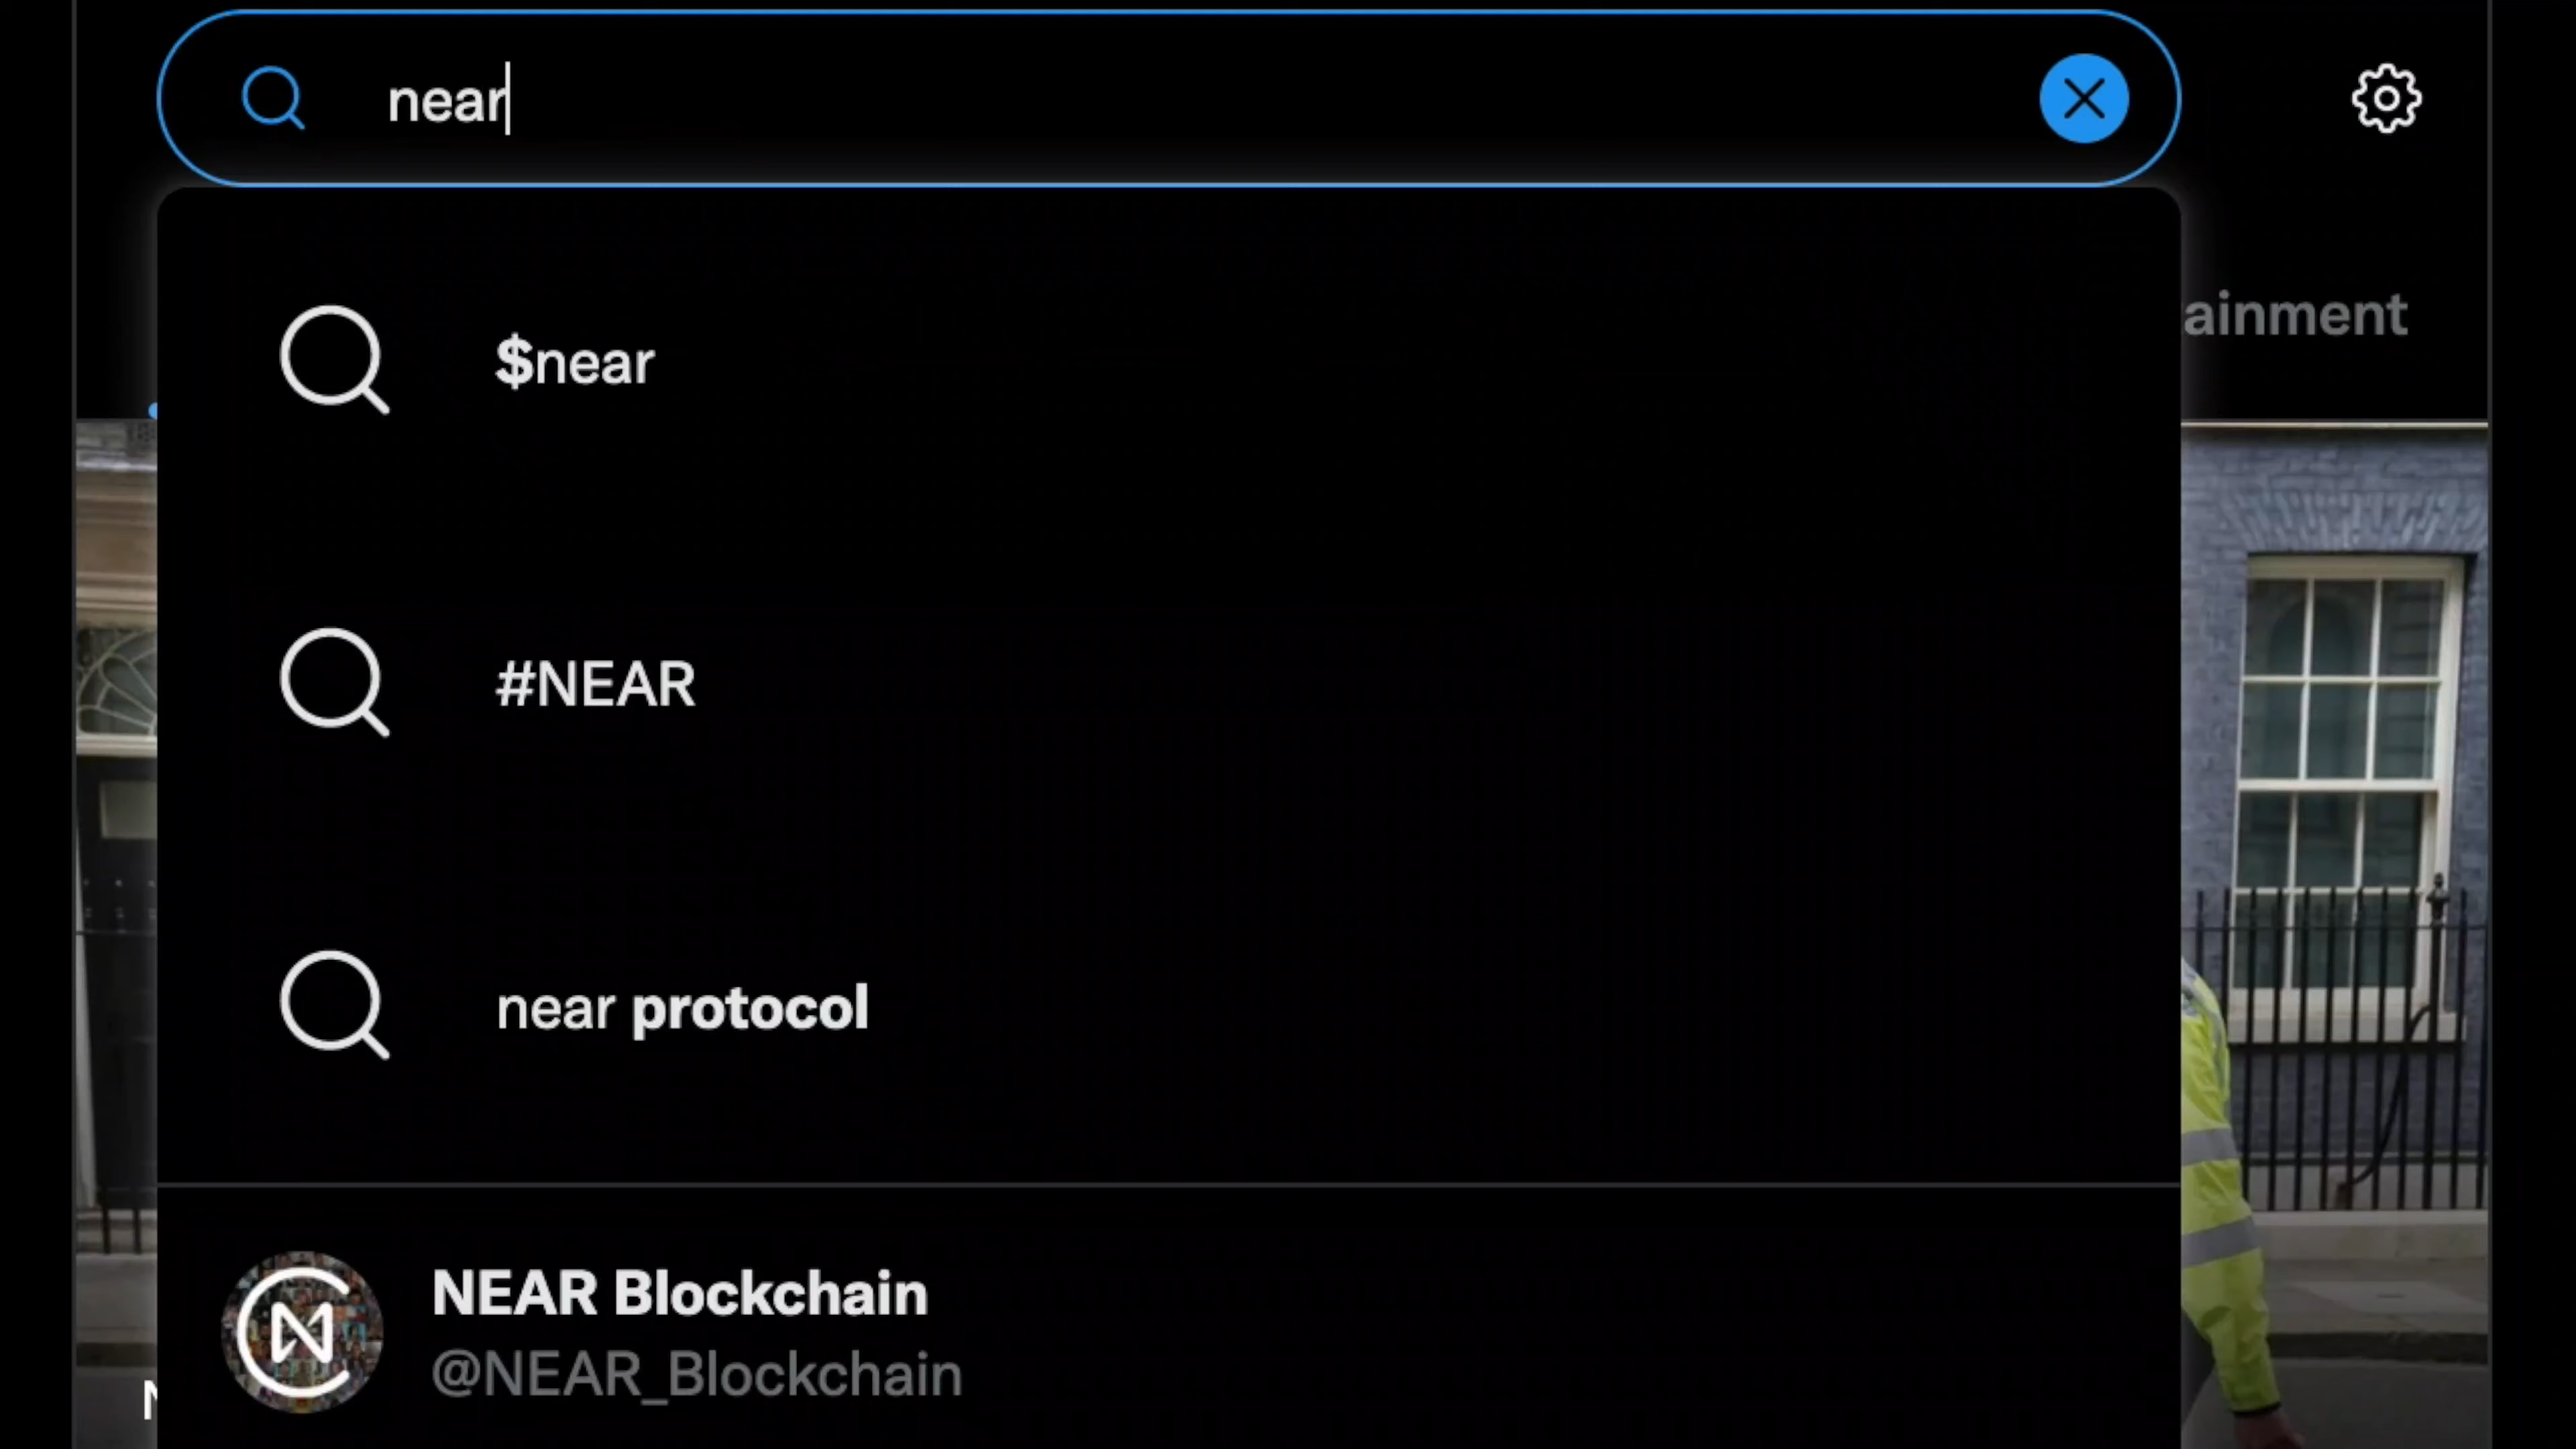 near
$near
ainment
#NEAR
near protocol
NEAR Blockchain
@NEAR_Blockchain
N